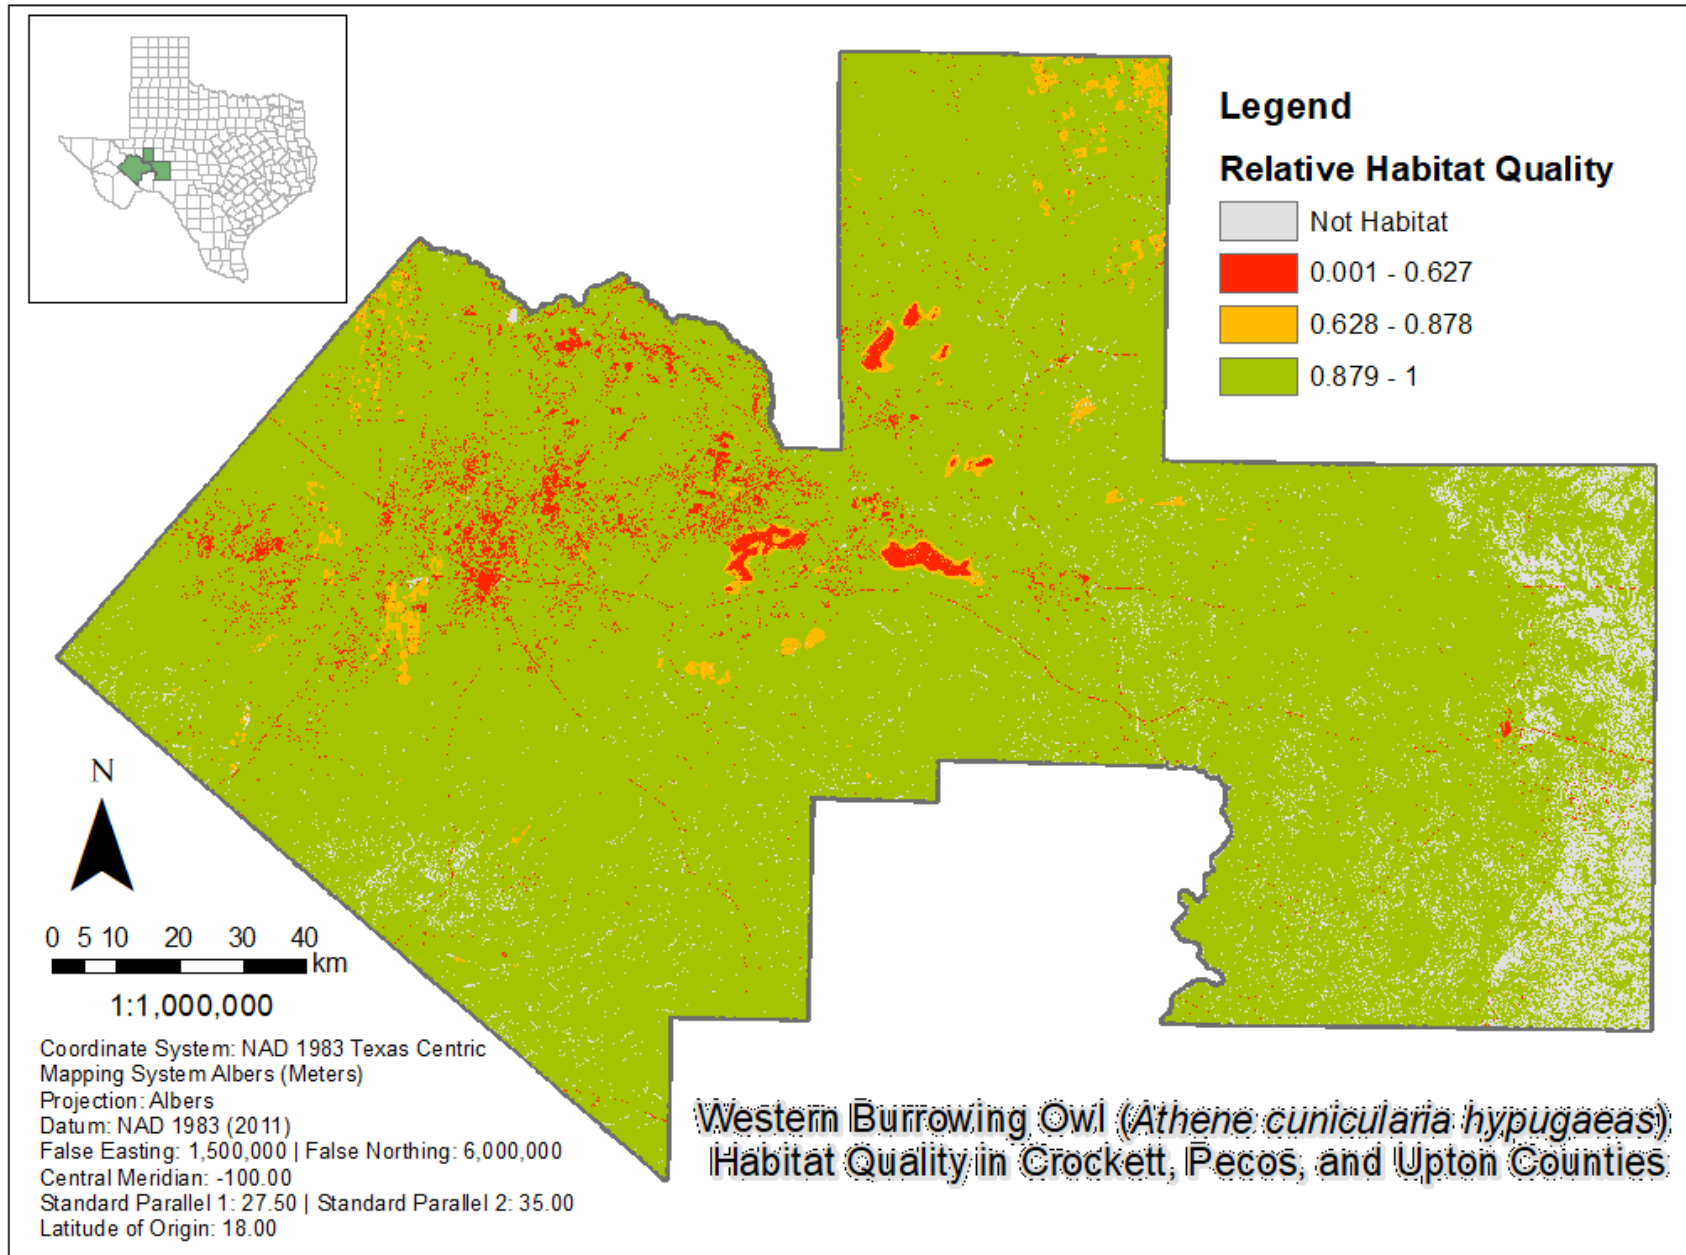 Legend
Relative Habitat Quality
Not Habitat
0.001 - 0.627
0.628 - 0.878
0.879 - 1
N
0 5 10 20 30 40
km
1:1,000,000
Coordinate System: NAD 1983 Texas Centric
Mapping System Albers (Meters)
Projection: Albers
Datum: NAD 1983 (2011)
False Easting: 1,500,000 | False Northing: 6,000,000
Central Meridian: -100.00
Standard Parallel 1: 27.50 | Standard Parallel 2: 35.00
Latitude of Origin: 18.00
Western Burrowing Owl (Athene cunicularia hypugaeas)
Habitat Quality in Crockett, Pecos, and Upton Counties